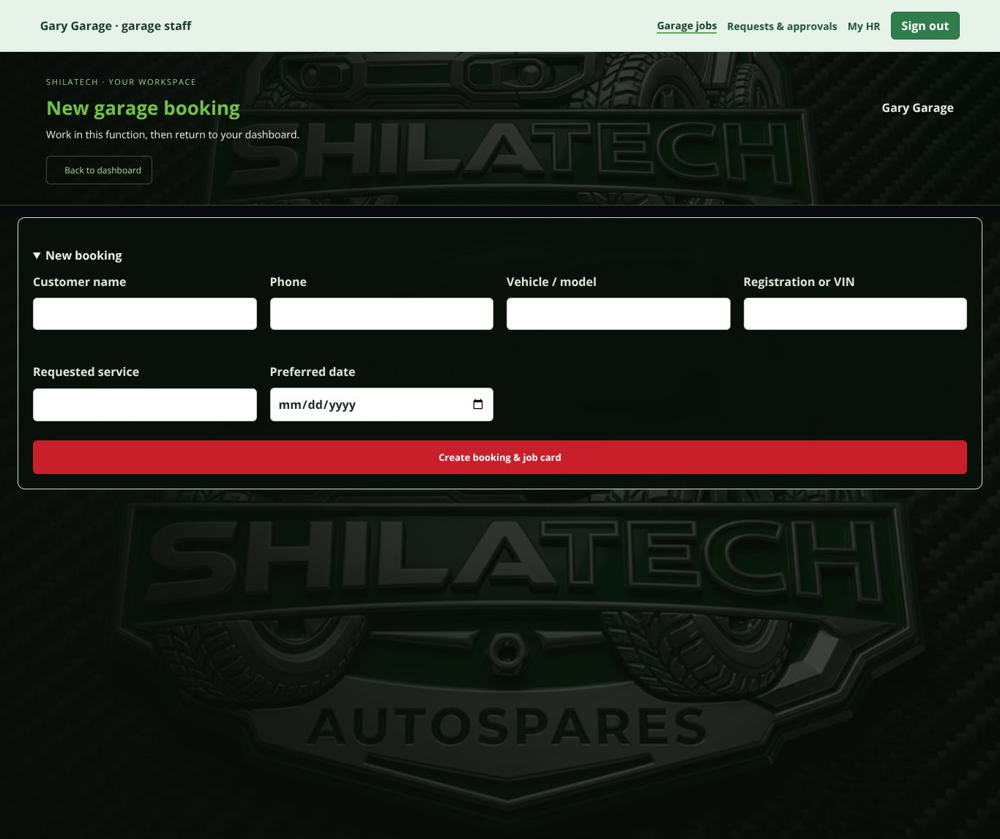 Gary Garage · garage staff
Garage jobs
Requests & approvals
My HR
Sign out
SHILATECH · YOUR WORKSPACE
New garage booking
Gary Garage
Work in this function, then return to your dashboard.
SHILATECH
Back to dashboard
▼ New booking
Customer name
Phone
Vehicle / model
Registration or VIN
Requested service
Preferred date
mm/dd/yyyy
Create booking & job card
SHILATECH
AUTOSPARES